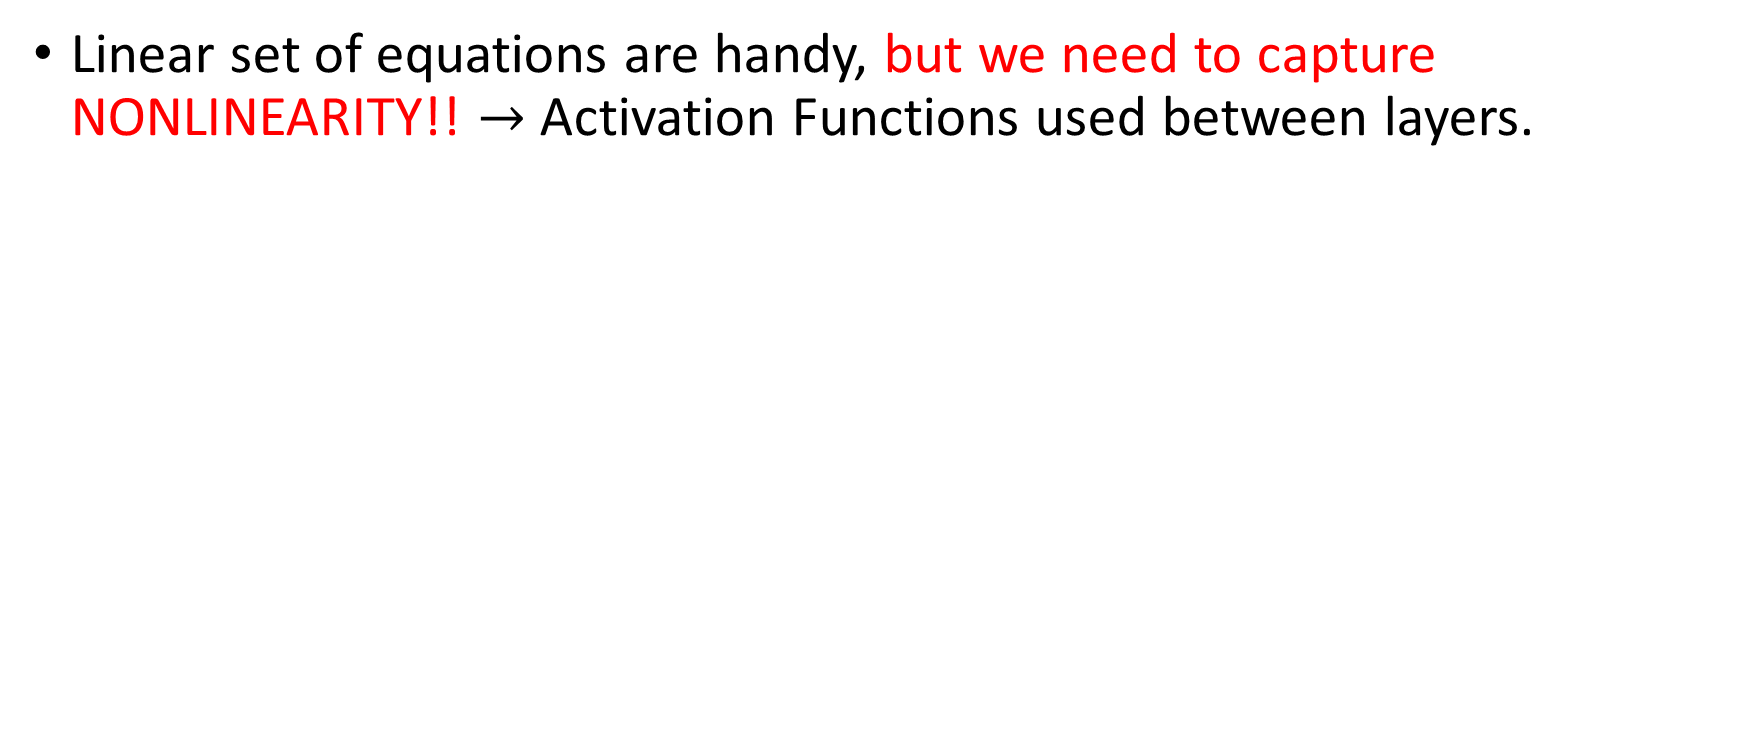 • Linear set of equations are handy, but we need to capture
NONLINEARITY!! → Activation Functions used between layers.